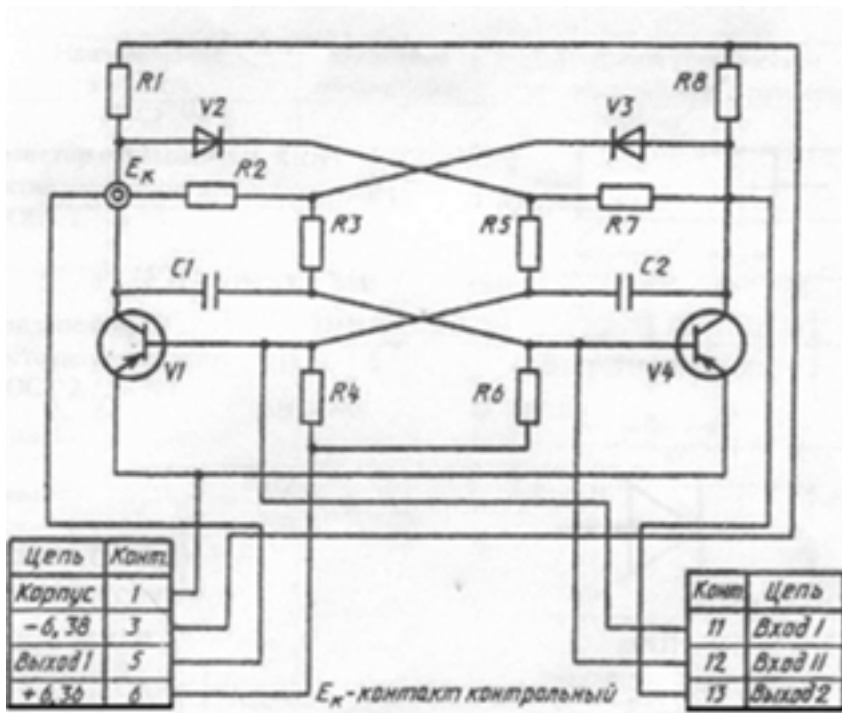 R1
R8
V2
V3
Eк
R2
R7
R3
R5
C1
C2
V1
V4
R4
R6
Цепь Конт.
Корпус 1
-6,3В 3
Выход 1 5
+6,3б 6
Eк - контакт контрольный
Конт Цепь
11 Вход I
12 Вход II
13 Выход 2